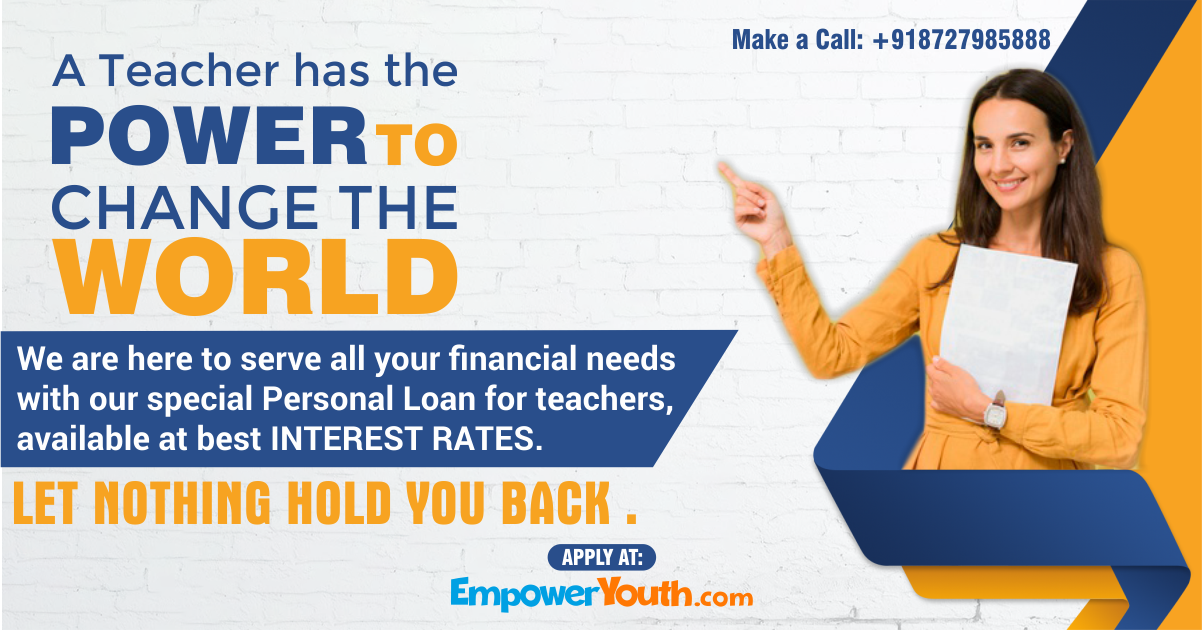 Make a Call: +918727985888
A Teacher has the
POWER TO
CHANGE THE
WORLD
We are here to serve all your financial needs
with our special Personal Loan for teachers,
available at best INTEREST RATES.
LET NOTHING HOLD YOU BACK .
APPLY AT:
EmpowerYouth.com